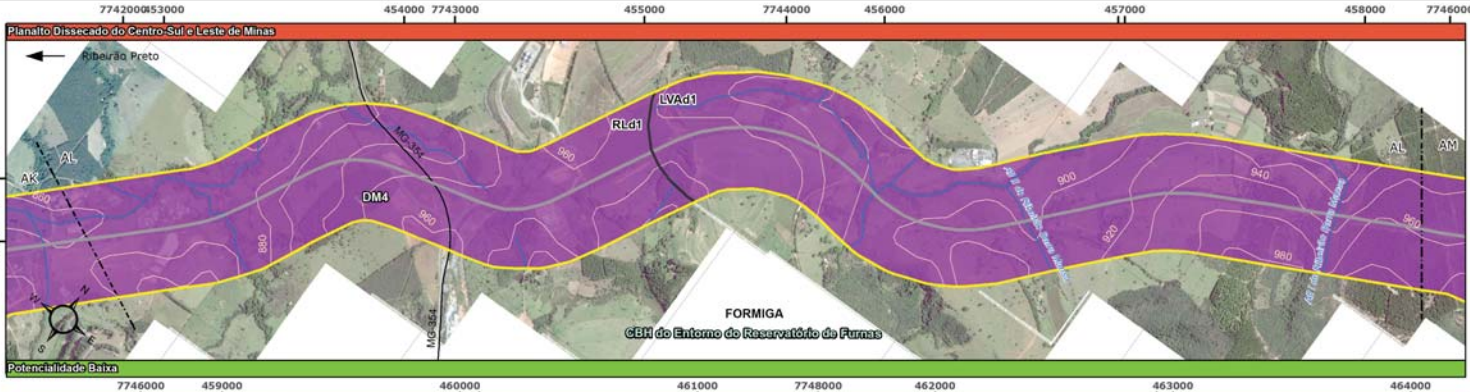 7742000 453000 454000 7743000 455000 7744000 456000 457000 458000 7746000
Planalto Dissecado do Centro-Sul e Leste de Minas
Ribeirão Preto
LVAd1
RLd1
MG-354
AL
AK
AL
AM
960
900
940
DM4
960
880
920
980
N
W
E
S
MG-354
FORMIGA
CBH do Entorno do Reservatório de Furnas
Potencialidade Baixa
7746000 459000 460000 461000 7748000 462000 463000 464000